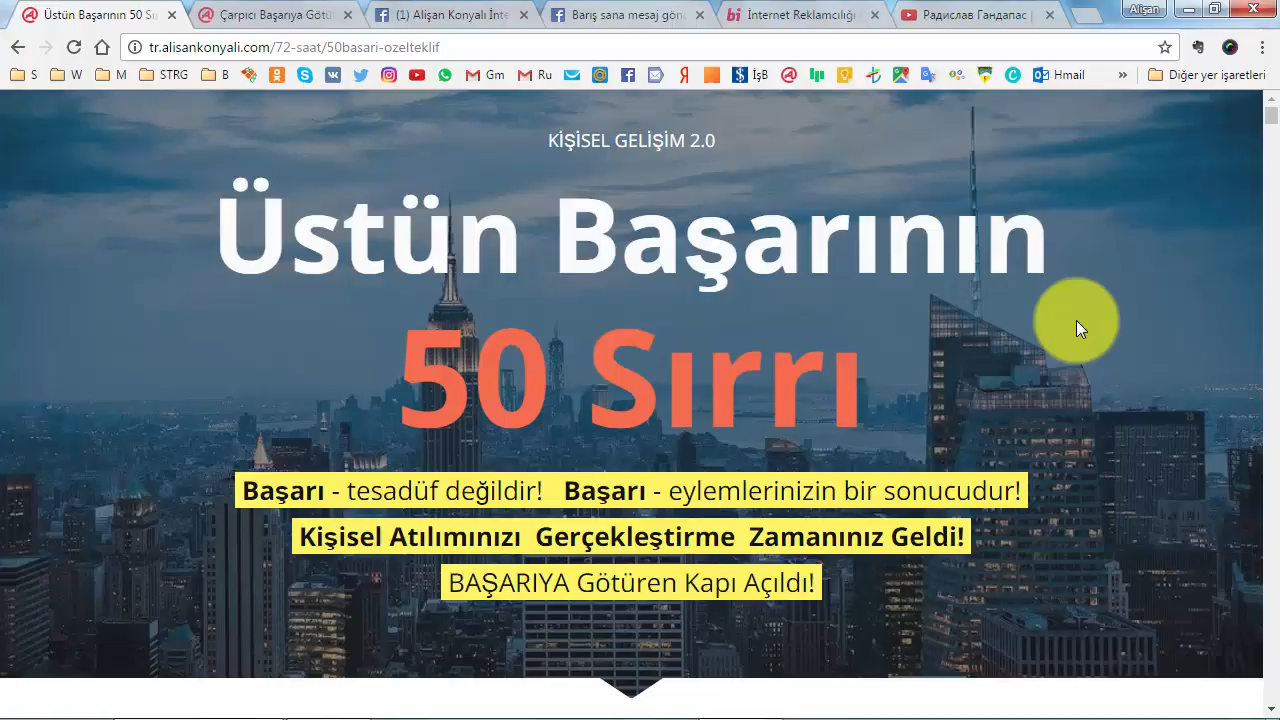 Üstün Başarının 50 Sır
Çarpıcı Başarıya Götü
(1) Alişan Konyalı İnte
Barış sana mesaj gönd
İnternet Reklamcılığı
Радислав Гандапас |
Alişan
tr.alisankonyali.com/72-saat/50basari-ozelteklif
S W M STRG B Gm Ru İşB Hmail » Diğer yer işaretleri
KİŞİSEL GELİŞİM 2.0
Üstün Başarının
50 Sırrı
Başarı - tesadüf değildir! Başarı - eylemlerinizin bir sonucudur!
Kişisel Atılımınızı Gerçekleştirme Zamanınız Geldi!
BAŞARIYA Götüren Kapı Açıldı!